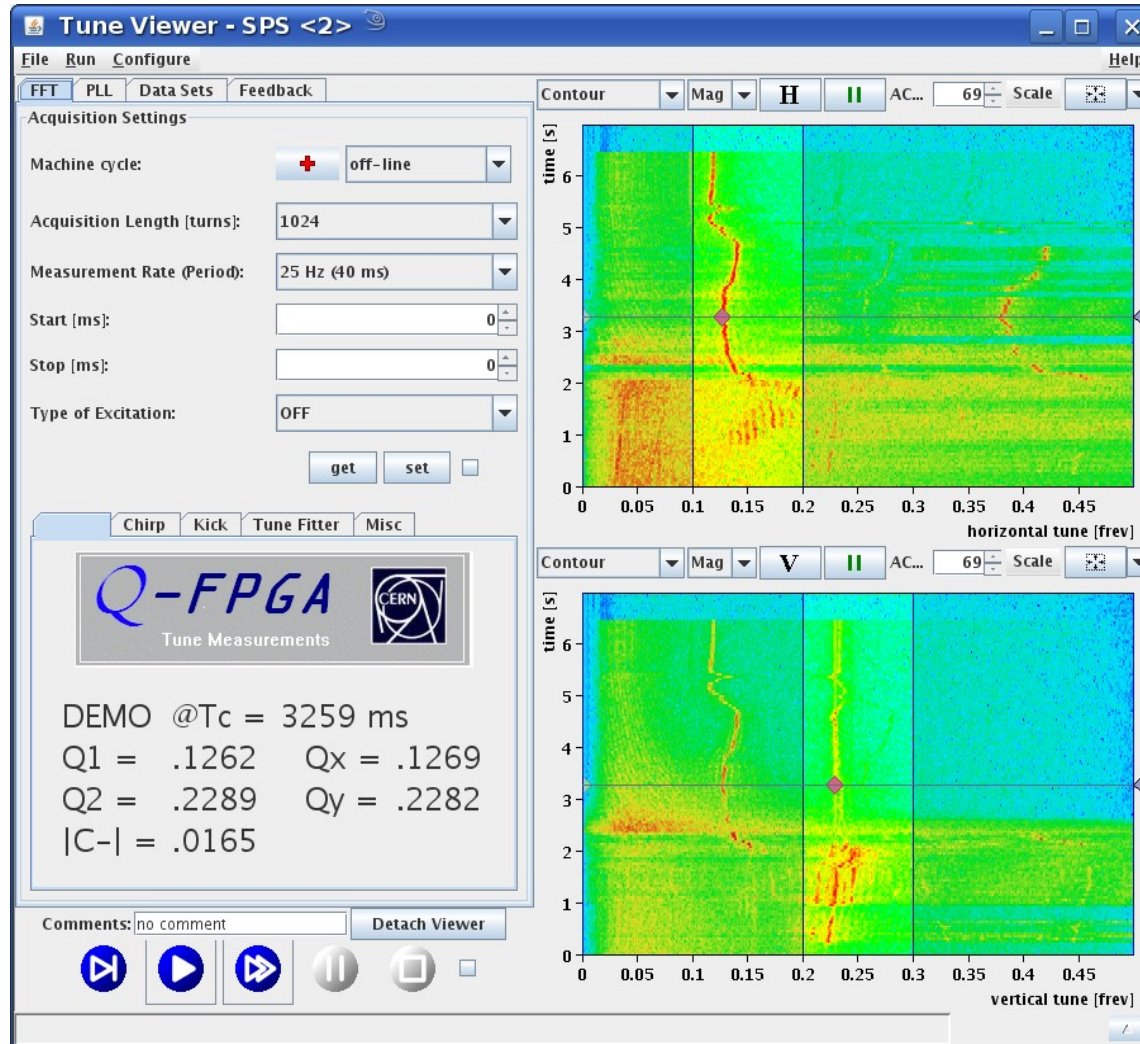 Tune Viewer - SPS <2>
File Run Configure Help
FFT PLL Data Sets Feedback
Acquisition Settings
Machine cycle: off-line
Acquisition Length [turns]: 1024
Measurement Rate (Period): 25 Hz (40 ms)
Start [ms]: 0
Stop [ms]: 0
Type of Excitation: OFF
get set
Chirp Kick Tune Fitter Misc
Q-FPGA
Tune Measurements
CERN
DEMO @Tc = 3259 ms
Q1 = .1262 Qx = .1269
Q2 = .2289 Qy = .2282
|C-| = .0165
Comments: no comment Detach Viewer
Contour Mag H AC... 69 Scale
time [s]
6
5
4
3
2
1
0
0 0.05 0.1 0.15 0.2 0.25 0.3 0.35 0.4 0.45
horizontal tune [frev]
Contour Mag V AC... 69 Scale
time [s]
6
5
4
3
2
1
0
0 0.05 0.1 0.15 0.2 0.25 0.3 0.35 0.4 0.45
vertical tune [frev]